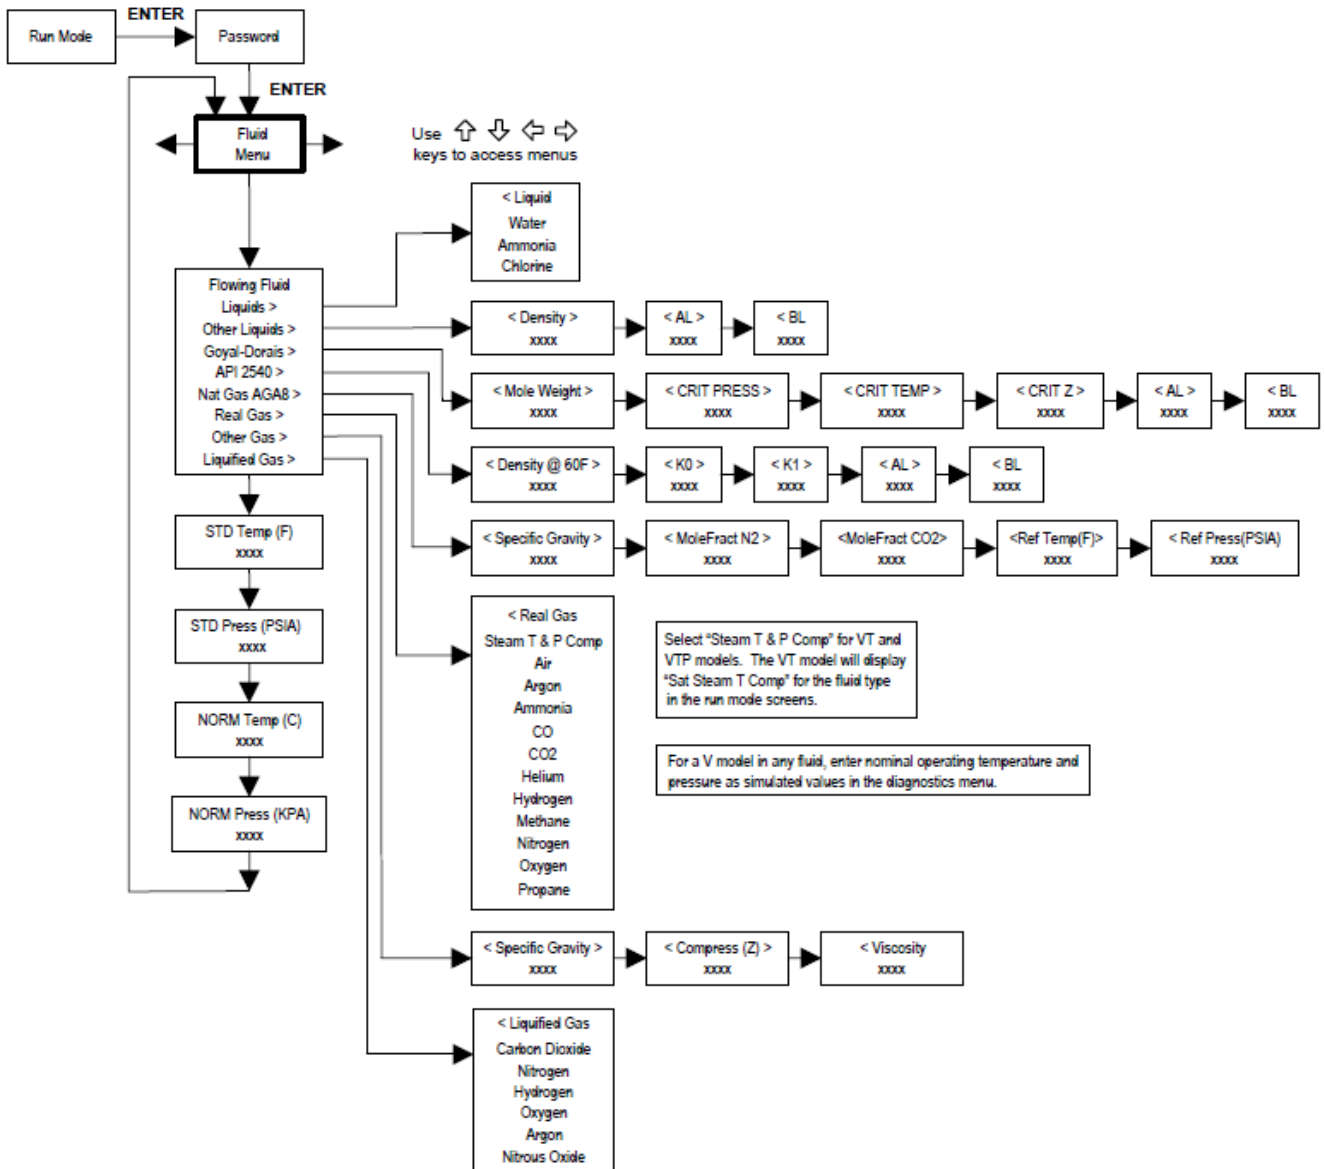 ENTER
Run Mode
Password
ENTER
Fluid
Menu
Use
keys to access menus
Flowing Fluid
Liquids >
Other Liquids >
Goyal-Dorais >
API 2540 >
Nat Gas AGA8 >
Real Gas >
Other Gas >
Liquified Gas >
STD Temp (F)
xxxx
STD Press (PSIA)
xxxx
NORM Temp (C)
xxxx
NORM Press (KPA)
xxxx
< Liquid
Water
Ammonia
Chlorine
< Density >
xxxx
< AL >
xxxx
< BL
xxxx
< Mole Weight >
xxxx
< CRIT PRESS >
xxxx
< CRIT TEMP >
xxxx
< CRIT Z >
xxxx
< AL >
xxxx
< BL
xxxx
< Density @ 60F >
xxxx
< K0 >
xxxx
< K1 >
xxxx
< AL >
xxxx
< BL
xxxx
< Specific Gravity >
xxxx
< MoleFract N2 >
xxxx
<MoleFract CO2>
xxxx
<Ref Temp(F)>
xxxx
< Ref Press(PSIA)
xxxx
< Real Gas
Steam T & P Comp
Air
Argon
Ammonia
CO
CO2
Helium
Hydrogen
Methane
Nitrogen
Oxygen
Propane
Select “Steam T & P Comp” for VT and
VTP models. The VT model will display
“Sat Steam T Comp” for the fluid type
in the run mode screens.
For a V model in any fluid, enter nominal operating temperature and
pressure as simulated values in the diagnostics menu.
< Specific Gravity >
xxxx
< Compress (Z) >
xxxx
< Viscosity
xxxx
< Liquified Gas
Carbon Dioxide
Nitrogen
Hydrogen
Oxygen
Argon
Nitrous Oxide